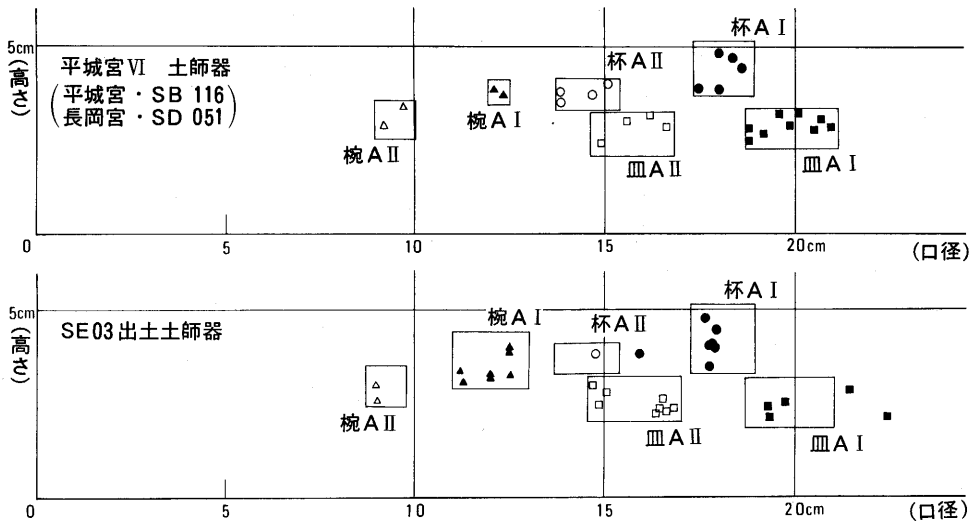 5cm
(高さ)
平城宮Ⅵ 土師器
(平城宮・SB 116
長岡宮・SD 051)
椀AⅡ
椀AⅠ
杯AⅡ
皿AⅡ
杯AⅠ
皿AⅠ
0
5
10
15
20cm
(口径)
5cm
(高さ)
SE03出土土師器
椀AⅡ
椀AⅠ
杯AⅡ
皿AⅡ
杯AⅠ
皿AⅠ
0
5
10
15
20cm
(口径)